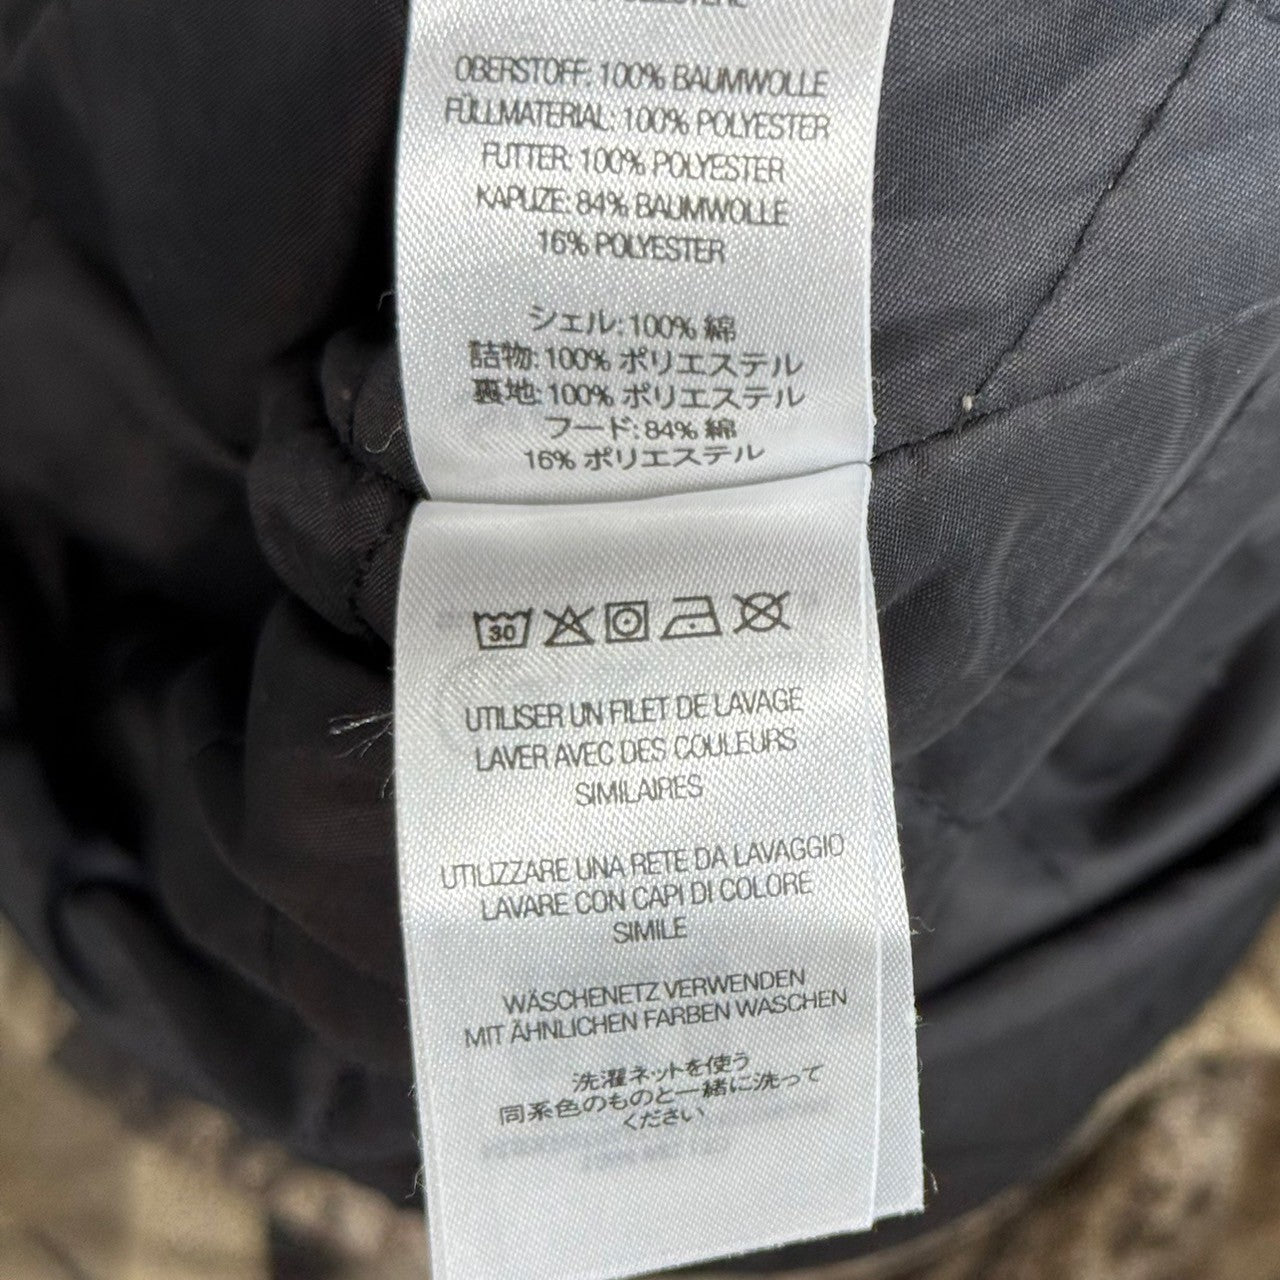 OBERSTOFF: 100% BAUMWOLLE
FÜLLMATERIAL: 100% POLYESTER
FUTTER: 100% POLYESTER
KAPUZE: 84% BAUMWOLLE
16% POLYESTER
シェル: 100% 綿
詰物: 100% ポリエステル
裏地: 100% ポリエステル
フード: 84% 綿
16% ポリエステル
30
UTILISER UN FILET DE LAVAGE
LAVER AVEC DES COULEURS
SIMILAIRES
UTILIZZARE UNA RETE DA LAVAGGIO
LAVARE CON CAPI DI COLORE
SIMILE
WÄSCHENETZ VERWENDEN
MIT ÄHNLICHEN FARBEN WASCHEN
洗濯ネットを使う
同系色のものと一緒に洗って
ください